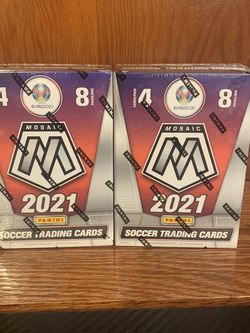 4
8
EURO2020
MOSAIC
M
2021
PANINI
SOCCER TRADING CARDS
4
8
EURO2020
MOSAIC
M
2021
PANINI
SOCCER TRADING CARDS